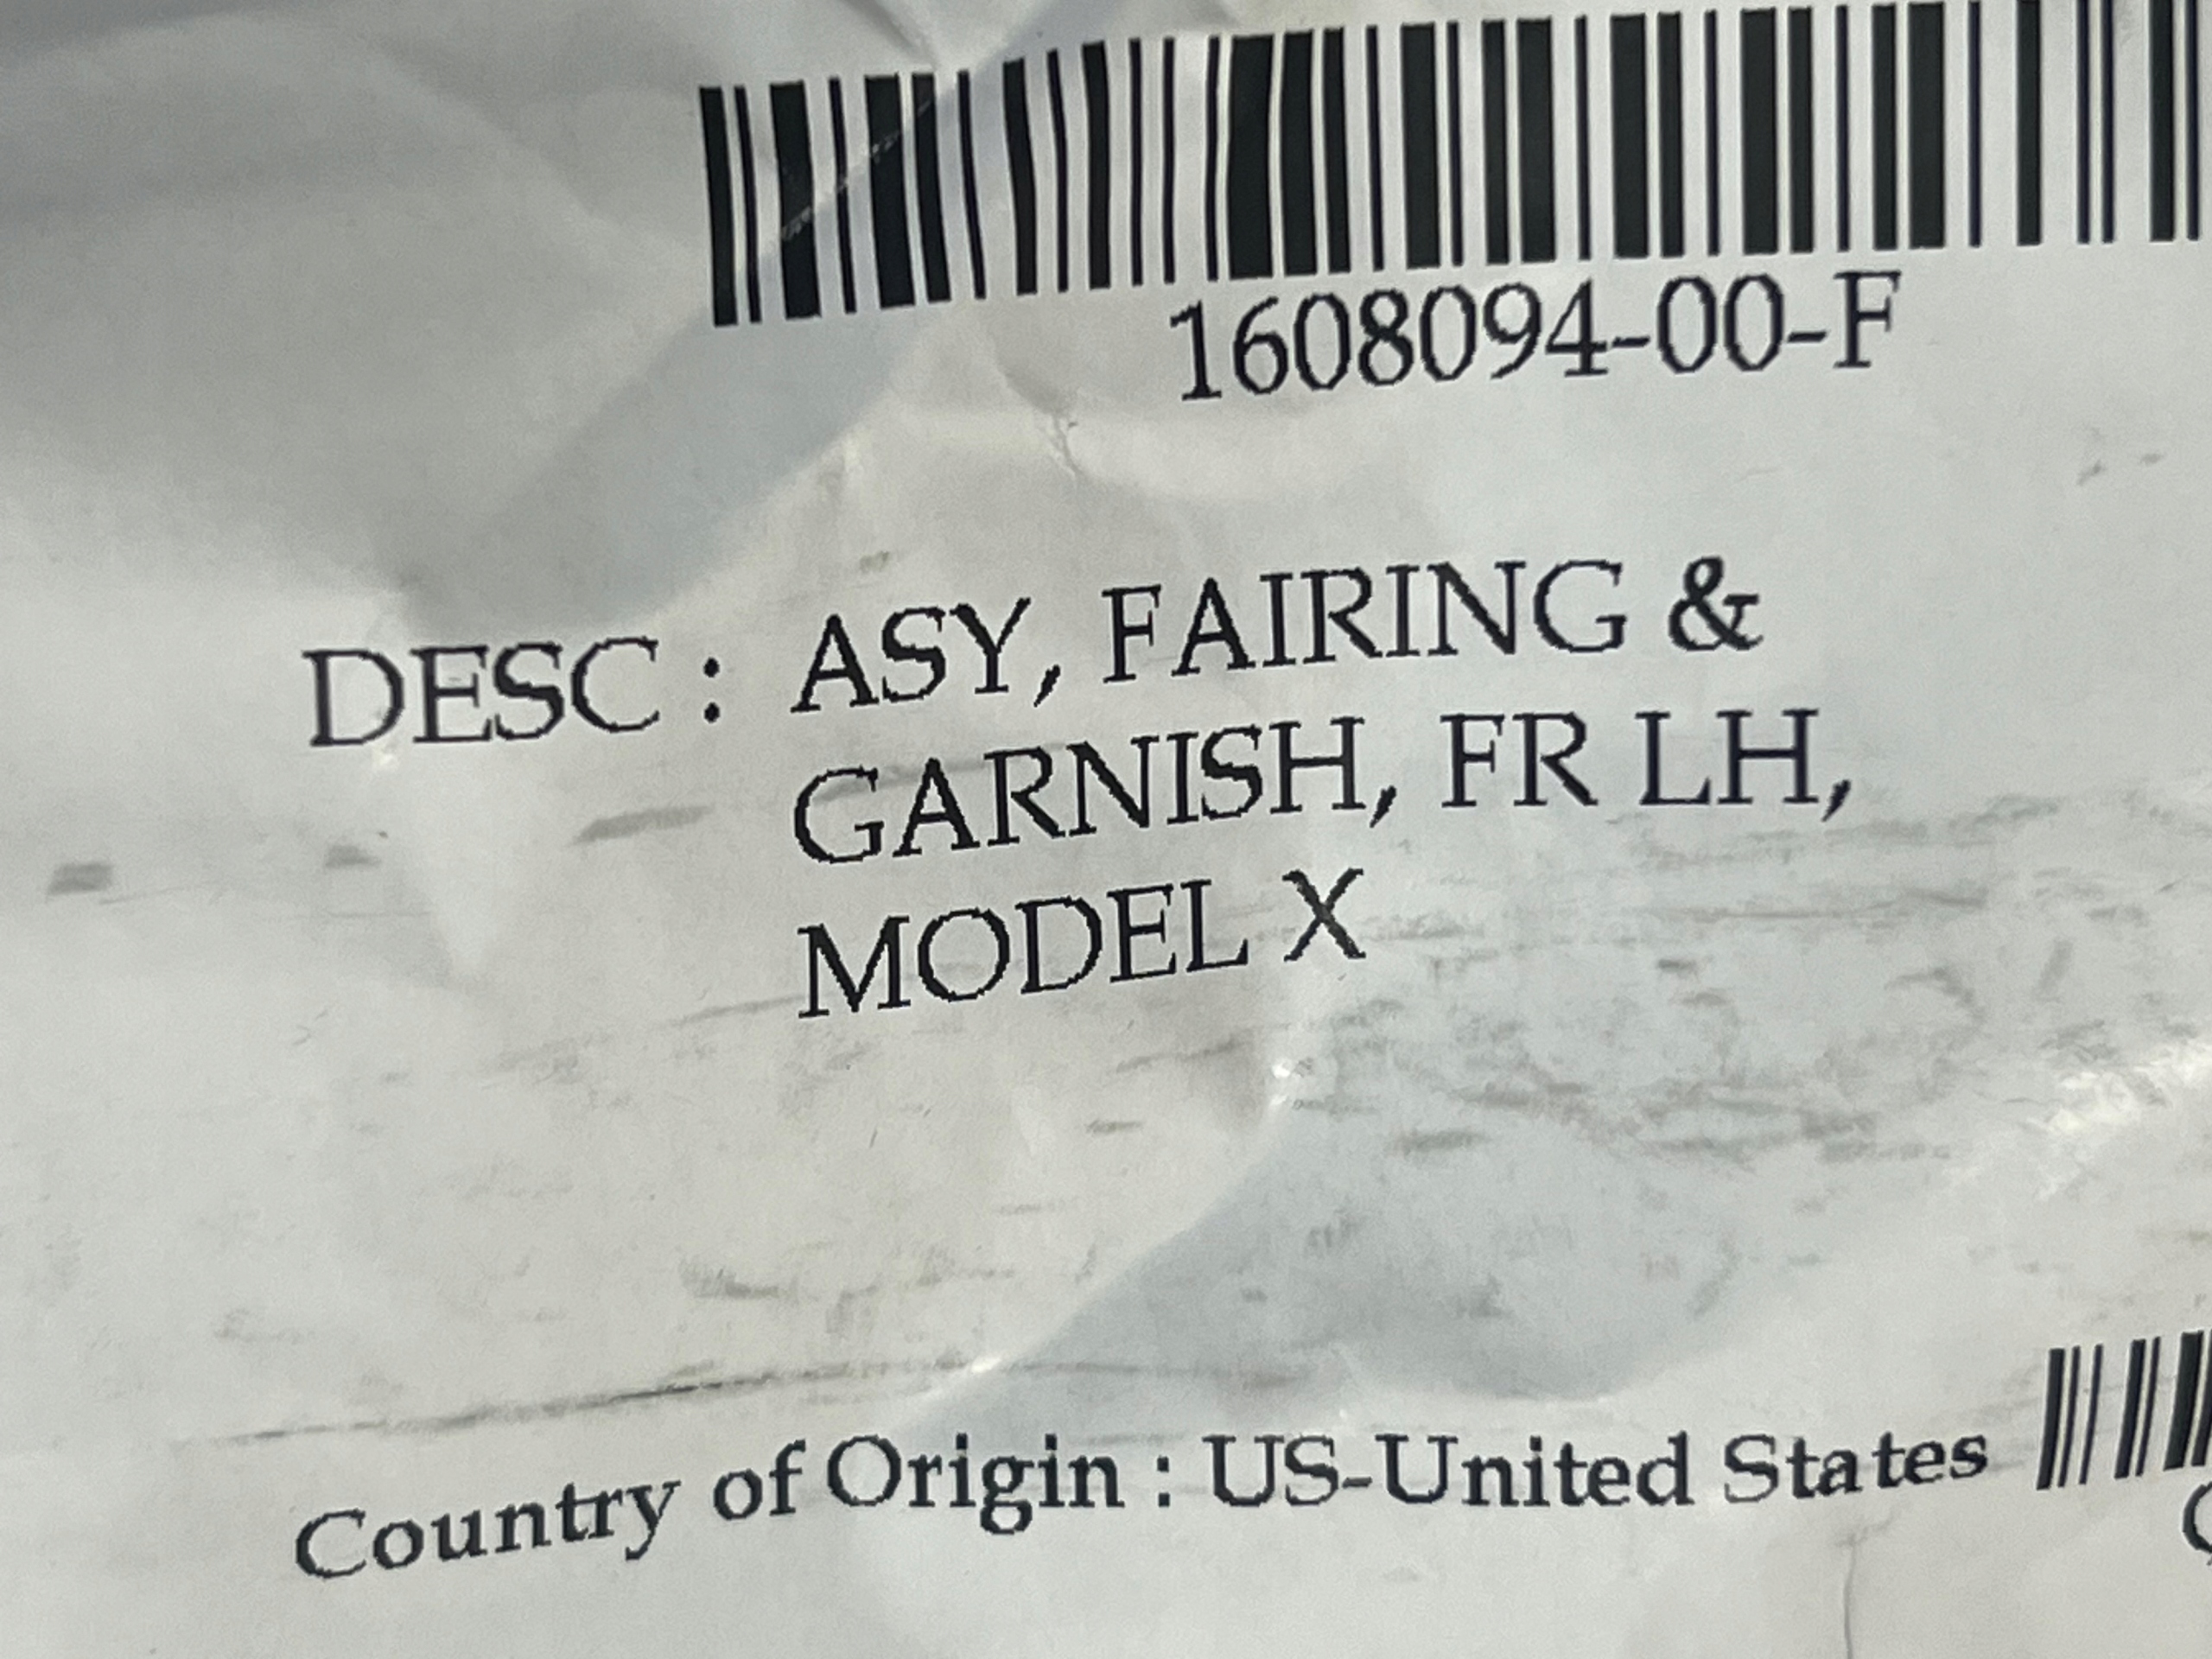 1608094-00-F
DESC : ASY, FAIRING &
GARNISH, FR LH,
MODEL X
Country of Origin : US-United States